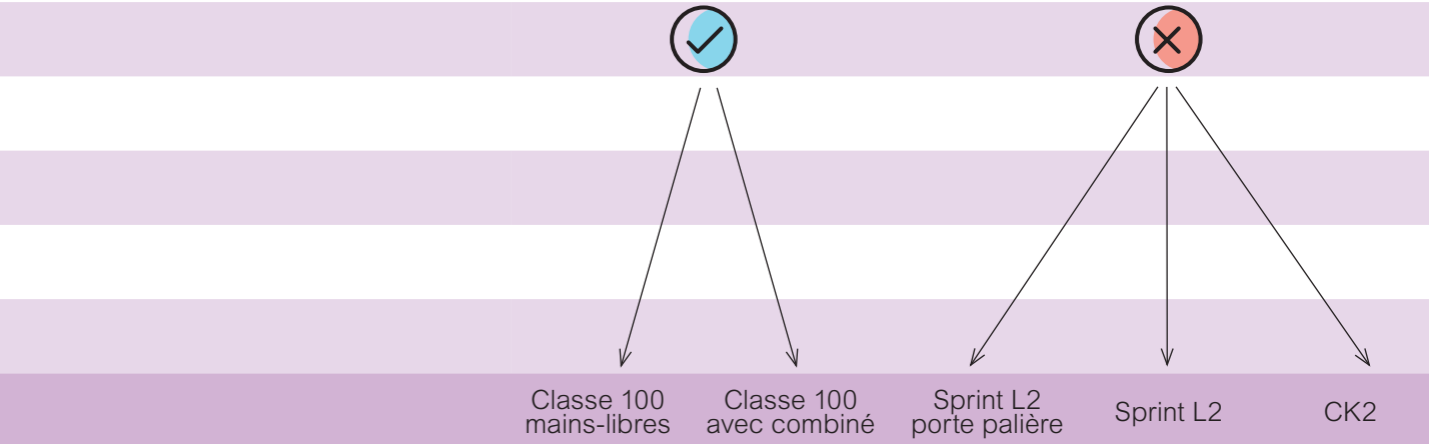 Classe 100
mains-libres
Classe 100
avec combiné
Sprint L2
porte palière
Sprint L2
CK2